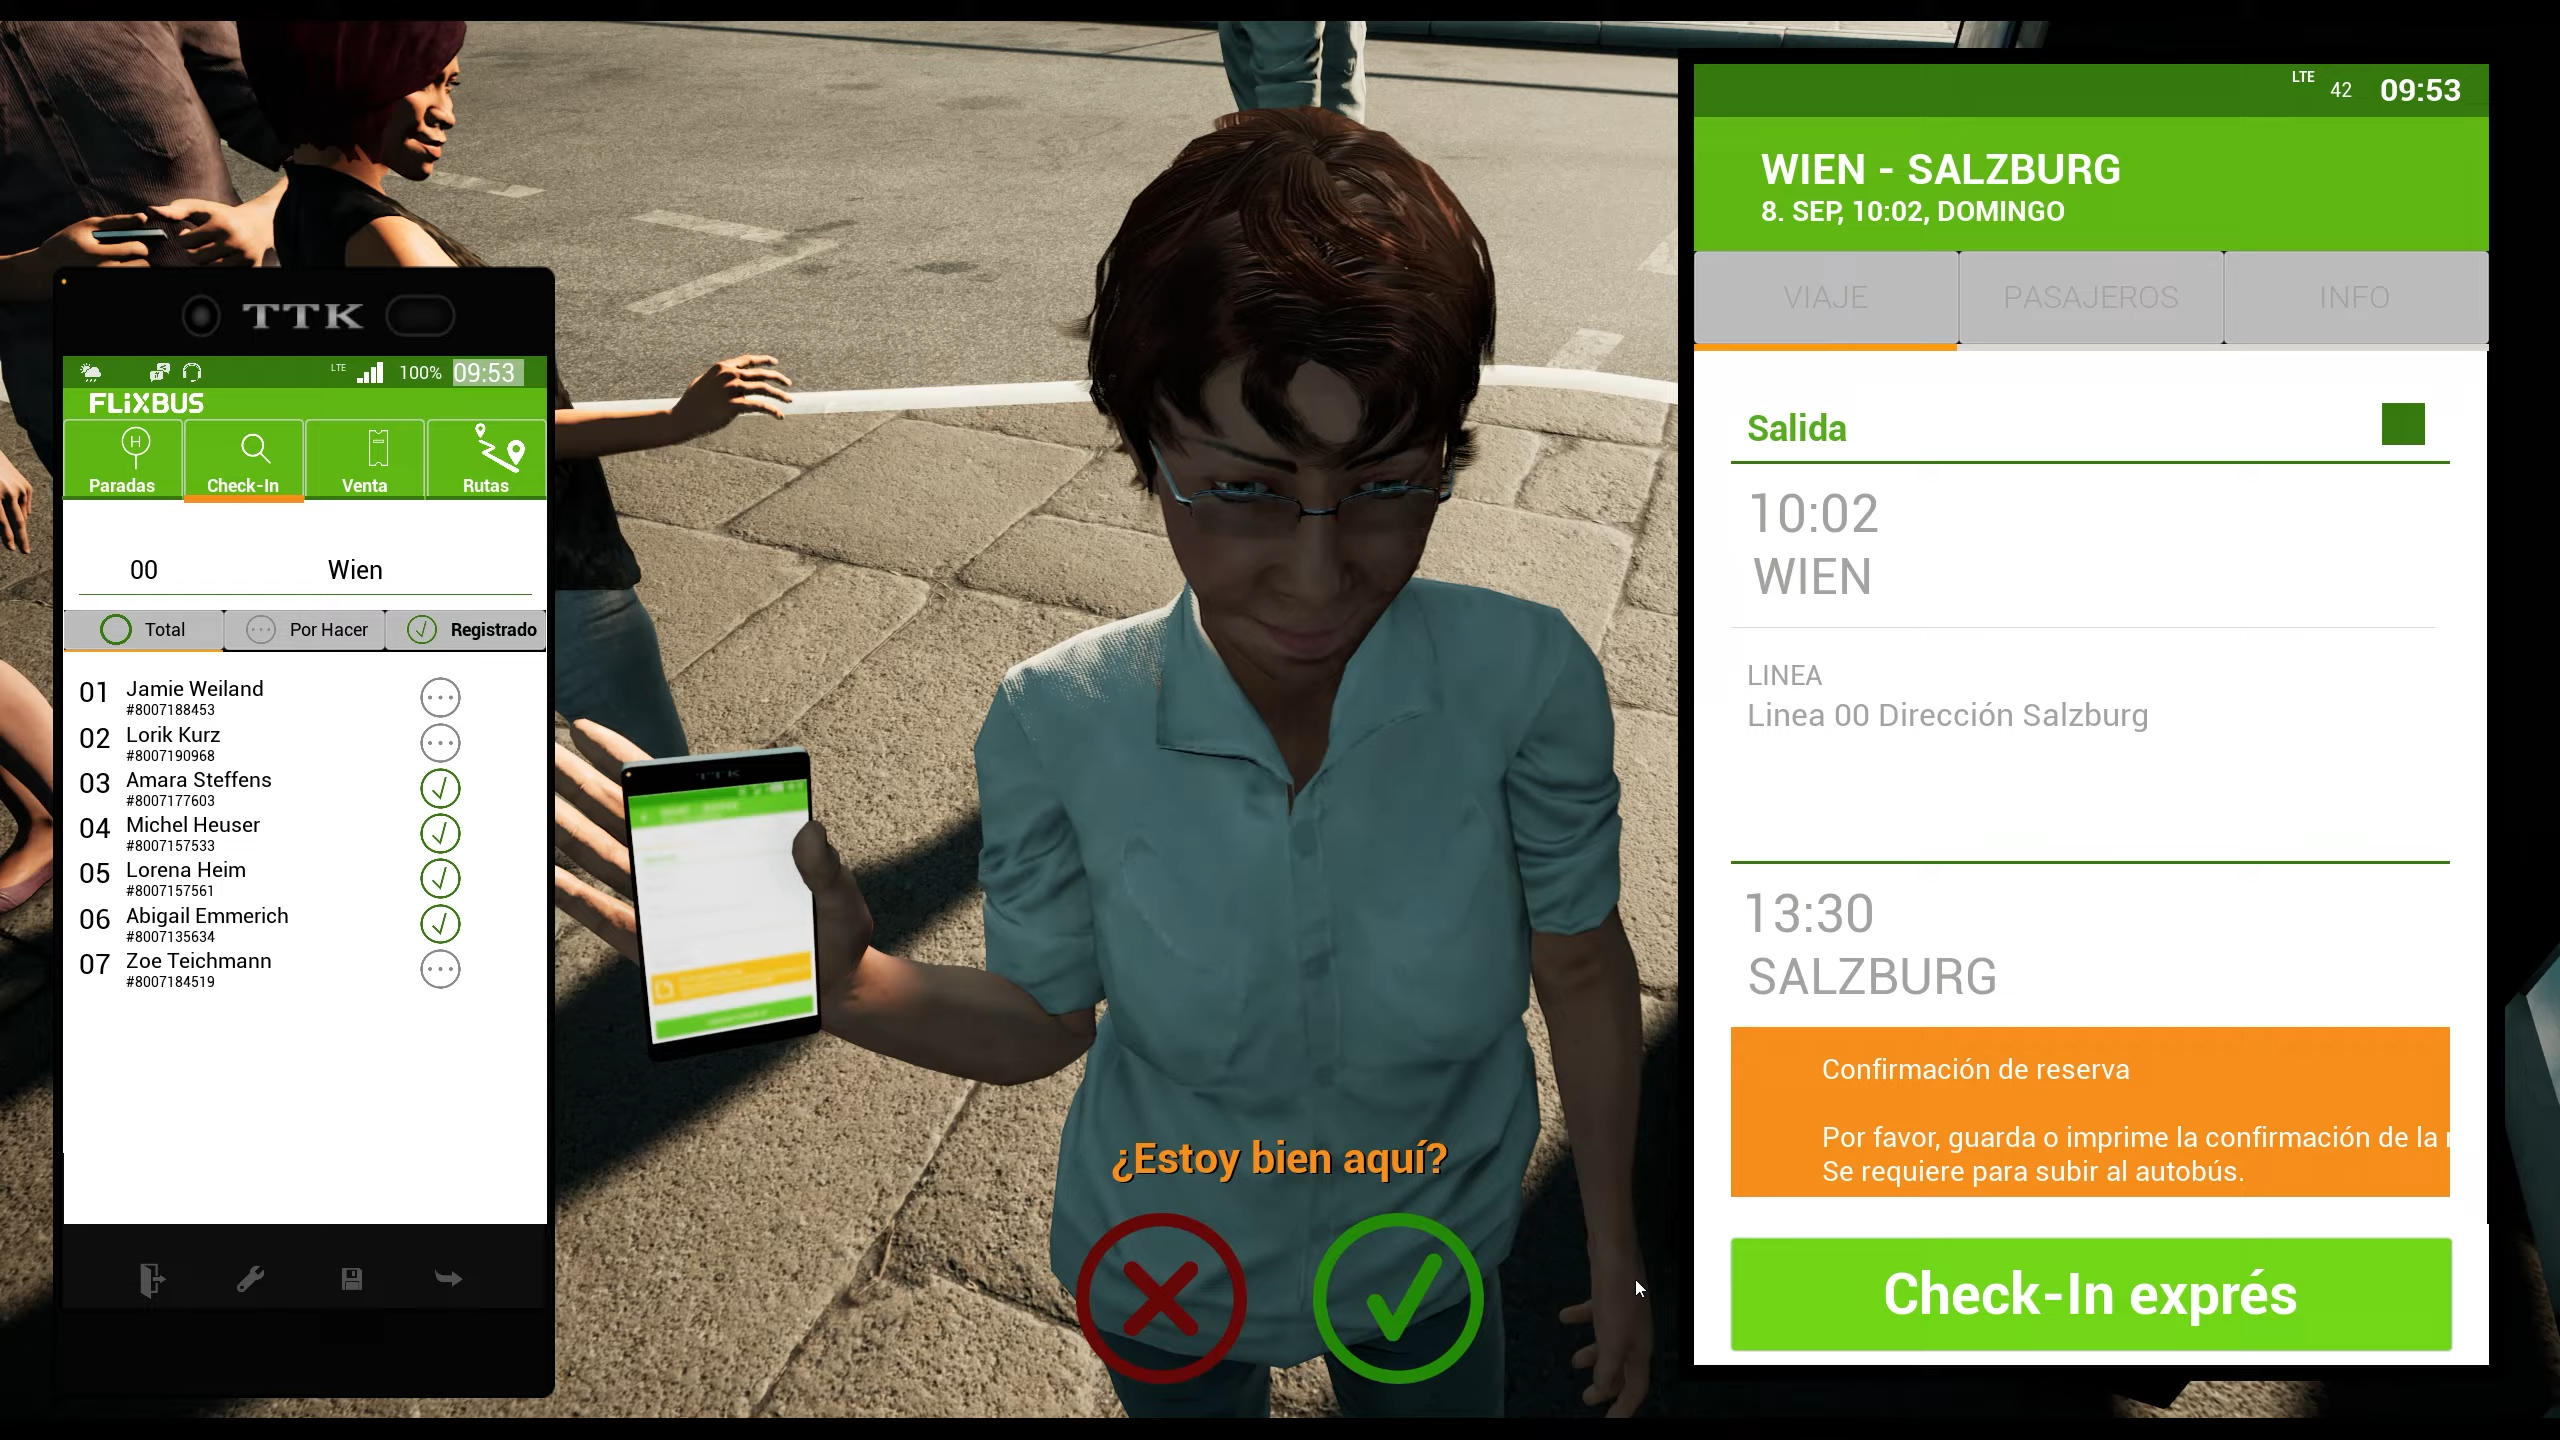 TTK
LTE 100% 09:53
FLiXBUS
H
Paradas Check-In Venta Rutas
00 Wien
Total Por Hacer Registrado
01 Jamie Weiland
#8007188453
02 Lorik Kurz
#8007190968
03 Amara Steffens
#8007177603
04 Michel Heuser
#8007157533
05 Lorena Heim
#8007157561
06 Abigail Emmerich
#8007135634
07 Zoe Teichmann
#8007184519
TTK
¿Estoy bien aquí?
LTE 42 09:53
WIEN - SALZBURG
8. SEP, 10:02, DOMINGO
VIAJE PASAJEROS INFO
Salida
10:02
WIEN
LINEA
Linea 00 Dirección Salzburg
13:30
SALZBURG
Confirmación de reserva
Por favor, guarda o imprime la confirmación de la
Se requiere para subir al autobús.
Check-In exprés